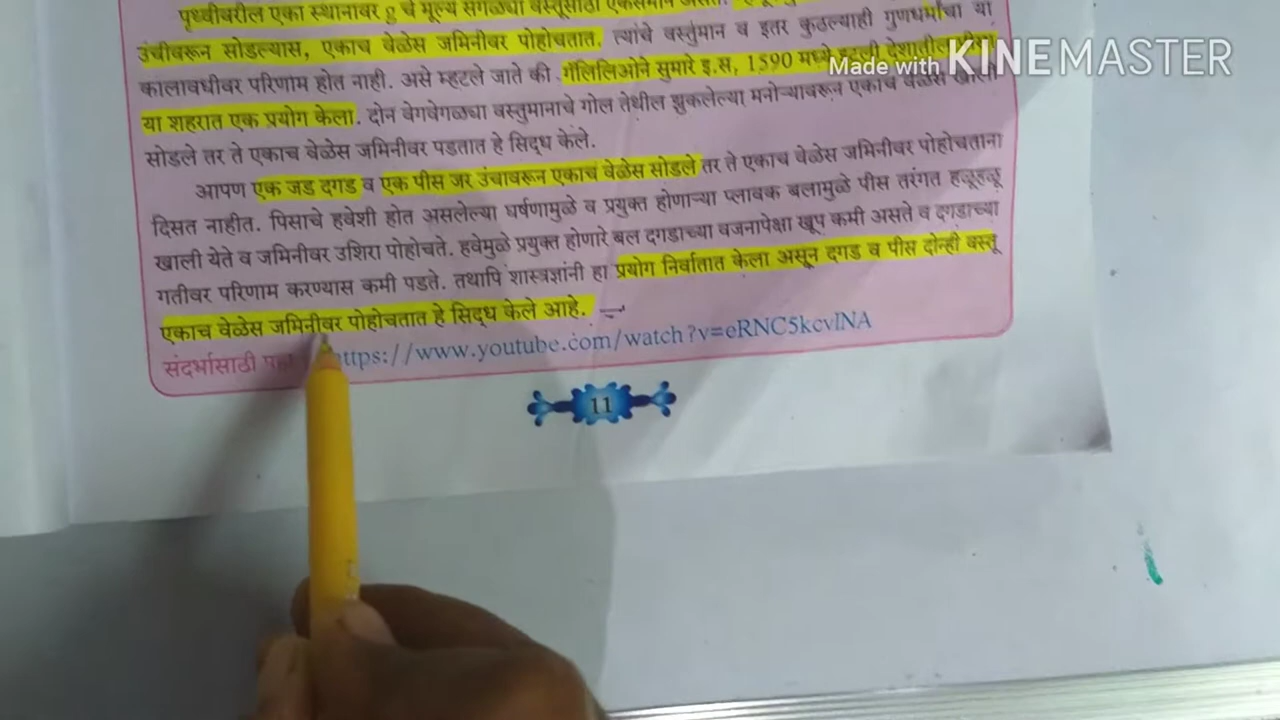 पृथ्वीवरील एका स्थानावर g चे मूल्य सगळ्या वस्तूंसाठी एकसमान असते.
उंचीवरून सोडल्यास, एकाच वेळेस जमिनीवर पोहोचतात. त्यांचे वस्तुमान व इतर कुठल्याही गुणधर्मांचा या
कालावधीवर परिणाम होत नाही. असे म्हटले जाते की गॅलिलिओने सुमारे इ.स. 1590 मध्ये इटली देशातील
Made with KINEMASTER
या शहरात एक प्रयोग केला. दोन वेगवेगळ्या वस्तुमानाचे गोल तेथील झुकलेल्या मनोऱ्यावरून एकाच वेळेस खाली
सोडले तर ते एकाच वेळेस जमिनीवर पडतात हे सिद्ध केले.
आपण एक जड दगड व एक पीस जर उंचावरून एकाच वेळेस सोडले तर ते एकाच वेळेस जमिनीवर पोहोचताना
दिसत नाहीत. पिसाचे हवेशी होत असलेल्या घर्षणामुळे व प्रयुक्त होणाऱ्या प्लावक बलामुळे पीस तरंगत हळूहळू
खाली येते व जमिनीवर उशिरा पोहोचते. हवेमुळे प्रयुक्त होणारे बल दगडाच्या वजनापेक्षा खूप कमी असते व दगडाच्या
गतीवर परिणाम करण्यास कमी पडते. तथापि शास्त्रज्ञांनी हा प्रयोग निर्वातात केला असून दगड व पीस दोन्ही वस्तू
एकाच वेळेस जमिनीवर पोहोचतात हे सिद्ध केले आहे.
संदर्भासाठी ttps://www.youtube.com/watch?v=eRNC5kcvINA
11